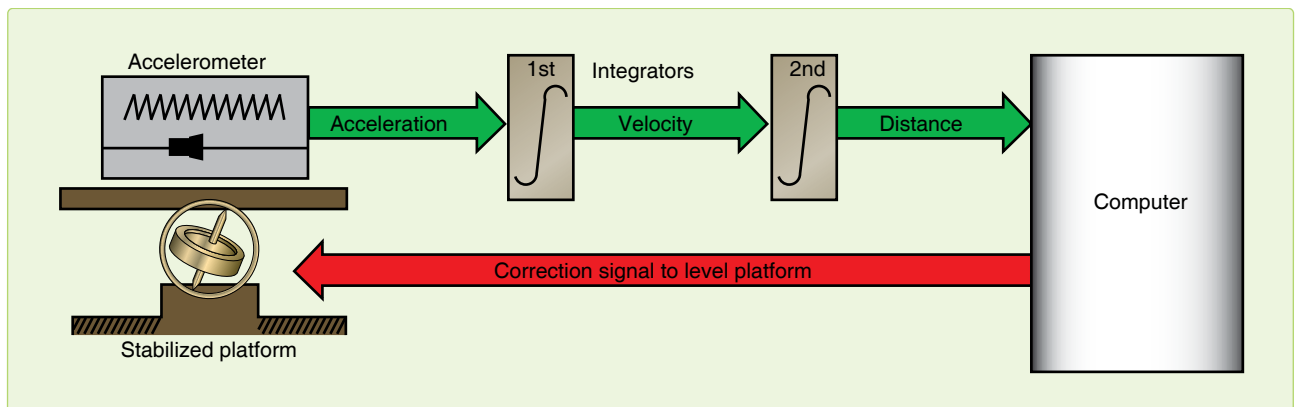 Accelerometer
1st
Integrators
2nd
Acceleration
Velocity
Distance
Computer
Correction signal to level platform
Stabilized platform